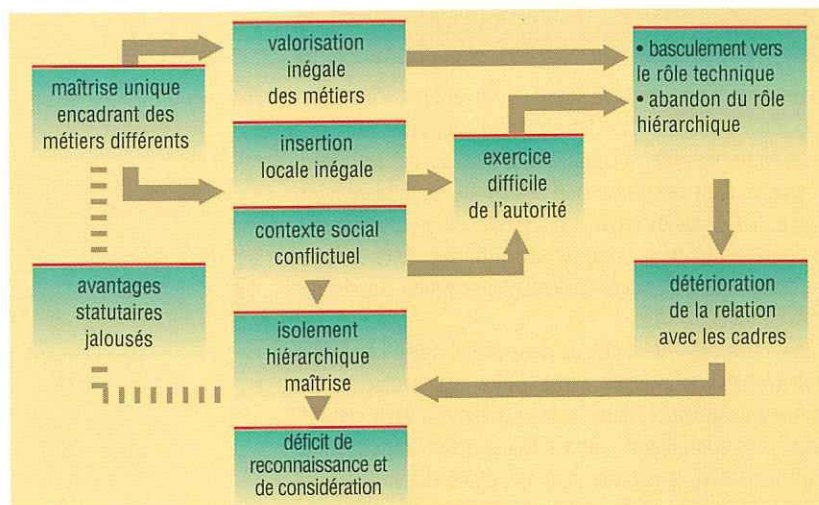 maîtrise unique
encadrant des
métiers différents
valorisation
inégale
des métiers
• basculement vers
le rôle technique
• abandon du rôle
hiérarchique
insertion
locale inégale
exercice
difficile
de l'autorité
contexte social
conflictuel
avantages
statutaires
jalousés
isolement
hiérarchique
maîtrise
détérioration
de la relation
avec les cadres
déficit de
reconnaissance et
de considération